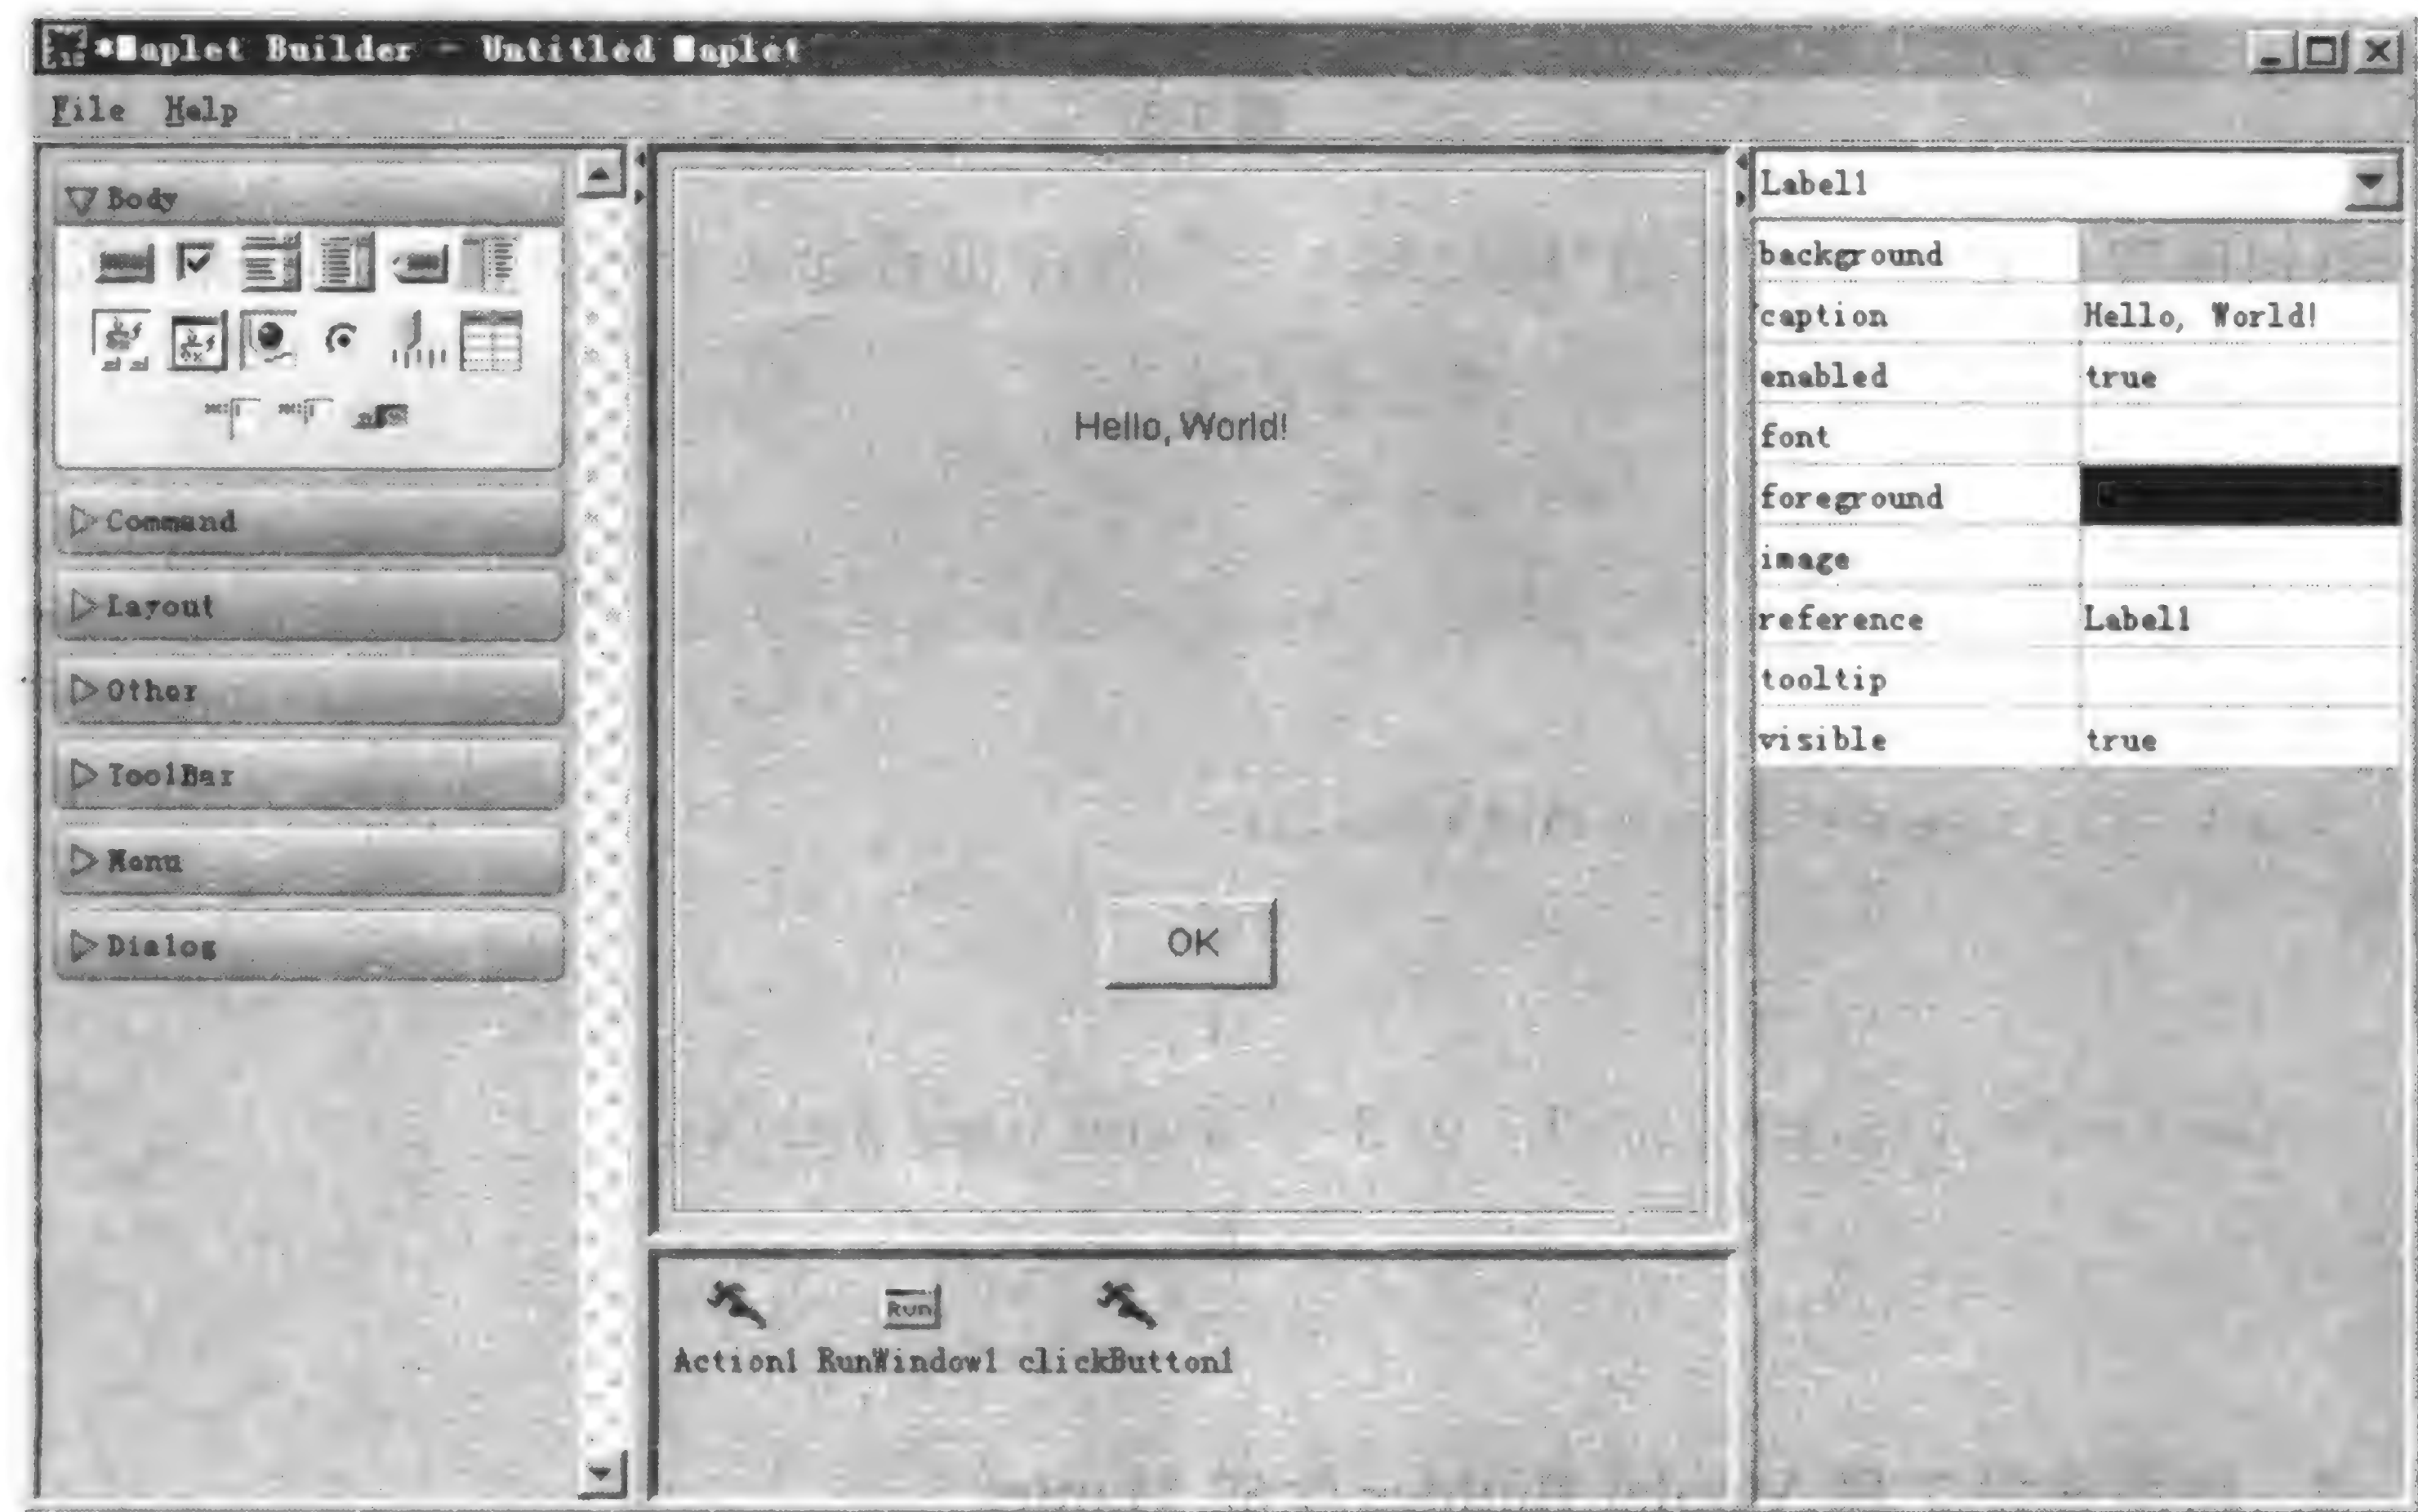 *Maplet Builder - Untitled Maplet
File Help
Body
Command
Layout
Other
ToolBar
Menu
Dialog
Hello, World!
OK
Run
Action1 RunWindow1 clickButton1
Label1
background
caption Hello, World!
enabled true
font
foreground
image
reference Label1
tooltip
visible true